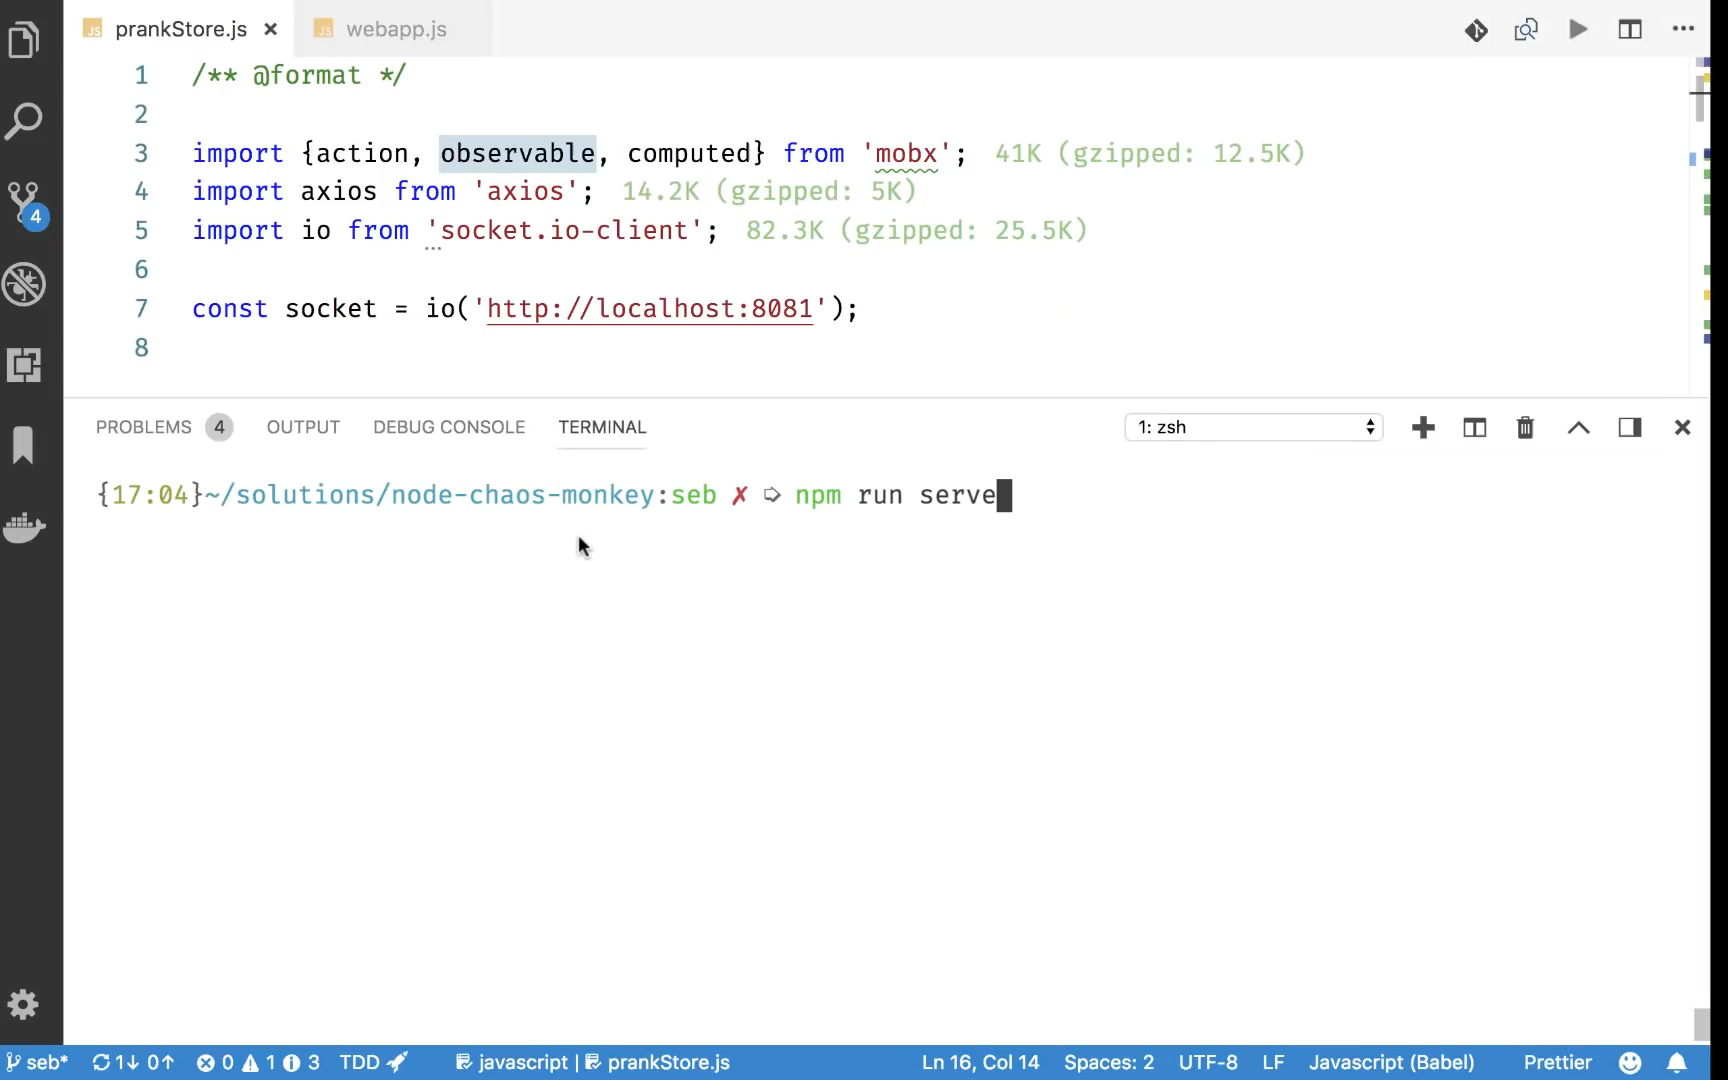 JS prankStore.js ×
JS webapp.js
1 /** @format */
2
3 import {action, observable, computed} from 'mobx'; 41K (gzipped: 12.5K)
4 import axios from 'axios'; 14.2K (gzipped: 5K)
5 import io from 'socket.io-client'; 82.3K (gzipped: 25.5K)
6
7 const socket = io('http://localhost:8081');
8
4
PROBLEMS 4 OUTPUT DEBUG CONSOLE TERMINAL 1: zsh
{17:04}~/solutions/node-chaos-monkey:seb ✗ ➩ npm run serve
seb* 1↓ 0↑ 0 1 3 TDD javascript | prankStore.js Ln 16, Col 14 Spaces: 2 UTF-8 LF Javascript (Babel) Prettier